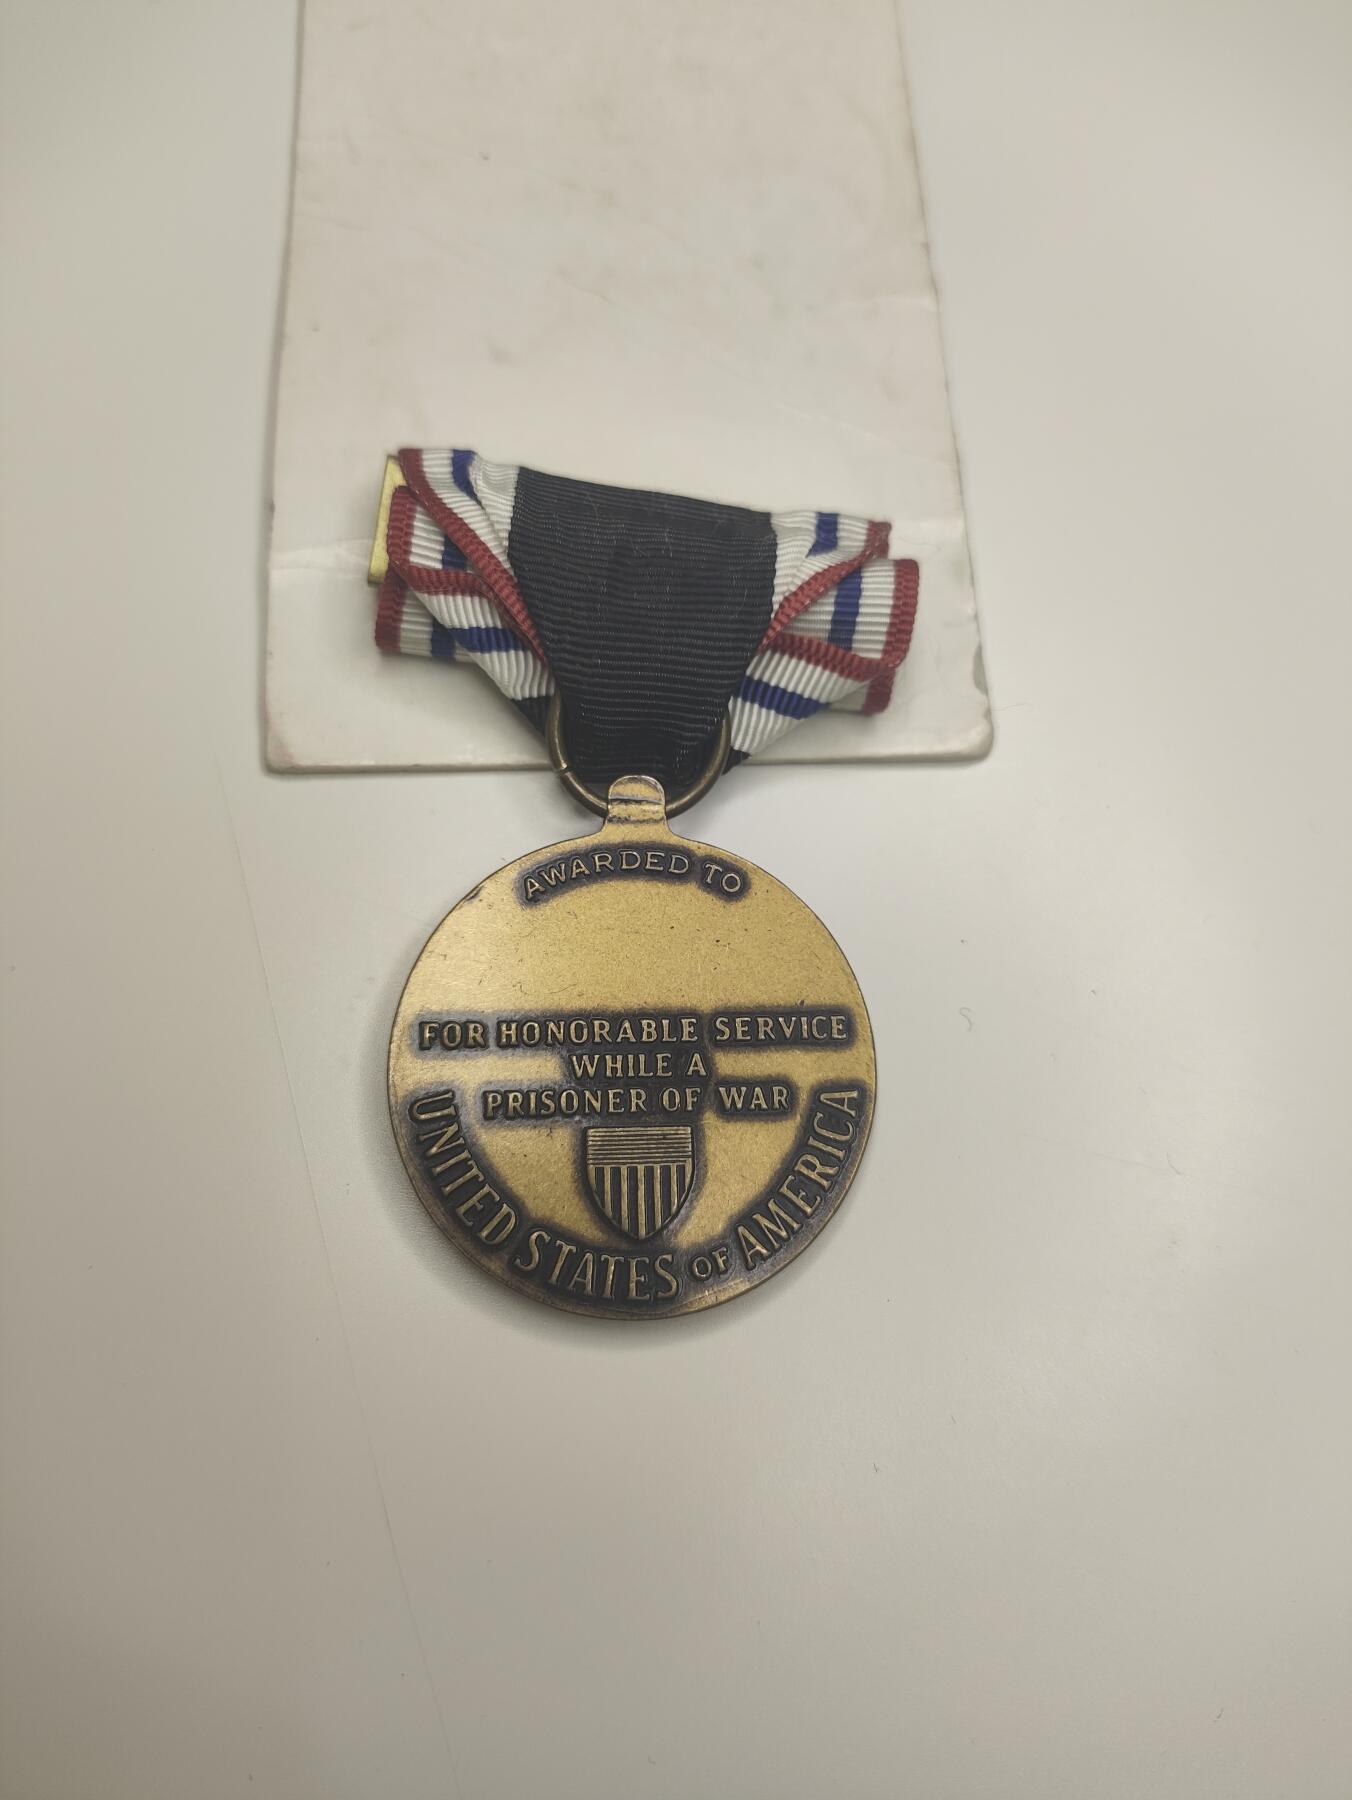 AWARDED TO
FOR HONORABLE SERVICE
WHILE A
PRISONER OF WAR
UNITED STATES OF AMERICA